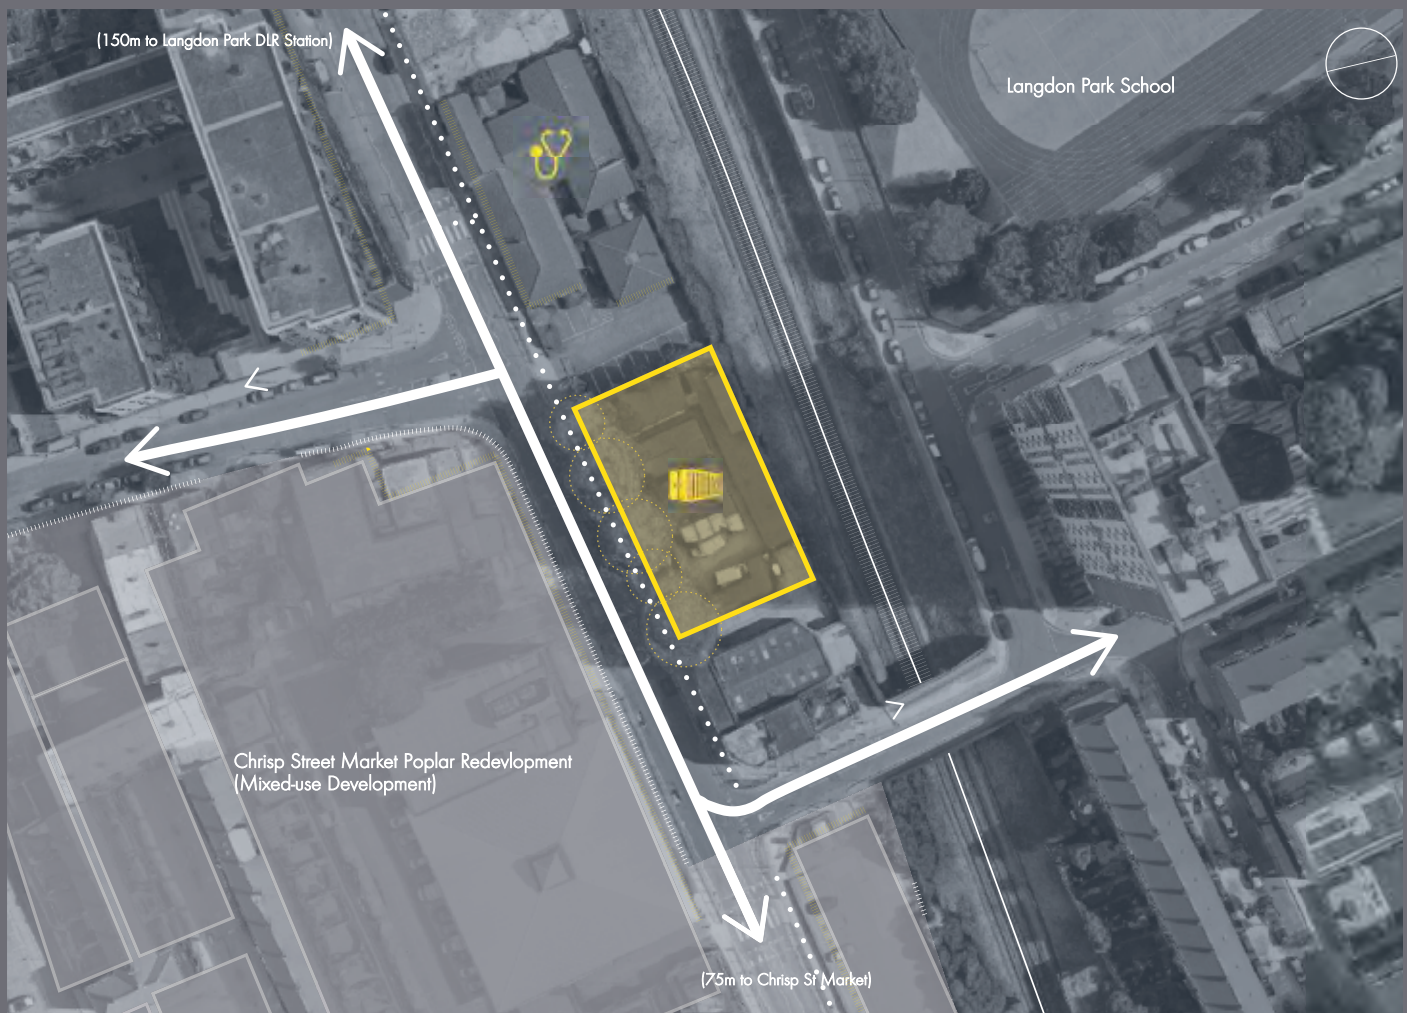 (150m to Langdon Park DLR Station)
Langdon Park School
Chrisp Street Market Poplar Redevlopment
(Mixed-use Development)
(75m to Chrisp St Market)